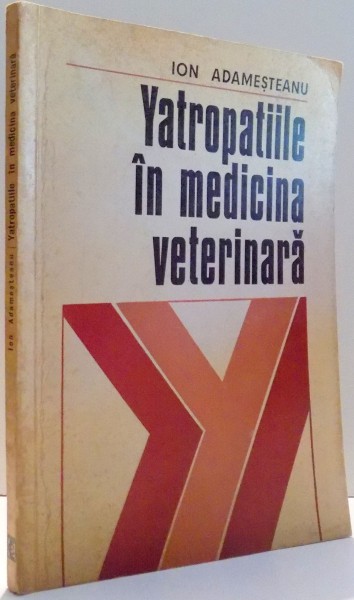 ION ADAMEȘTEANU
Yatropatiile
în medicina
veterinară
Ion Adameșteanu | Yatropatiile în medicina veterinară